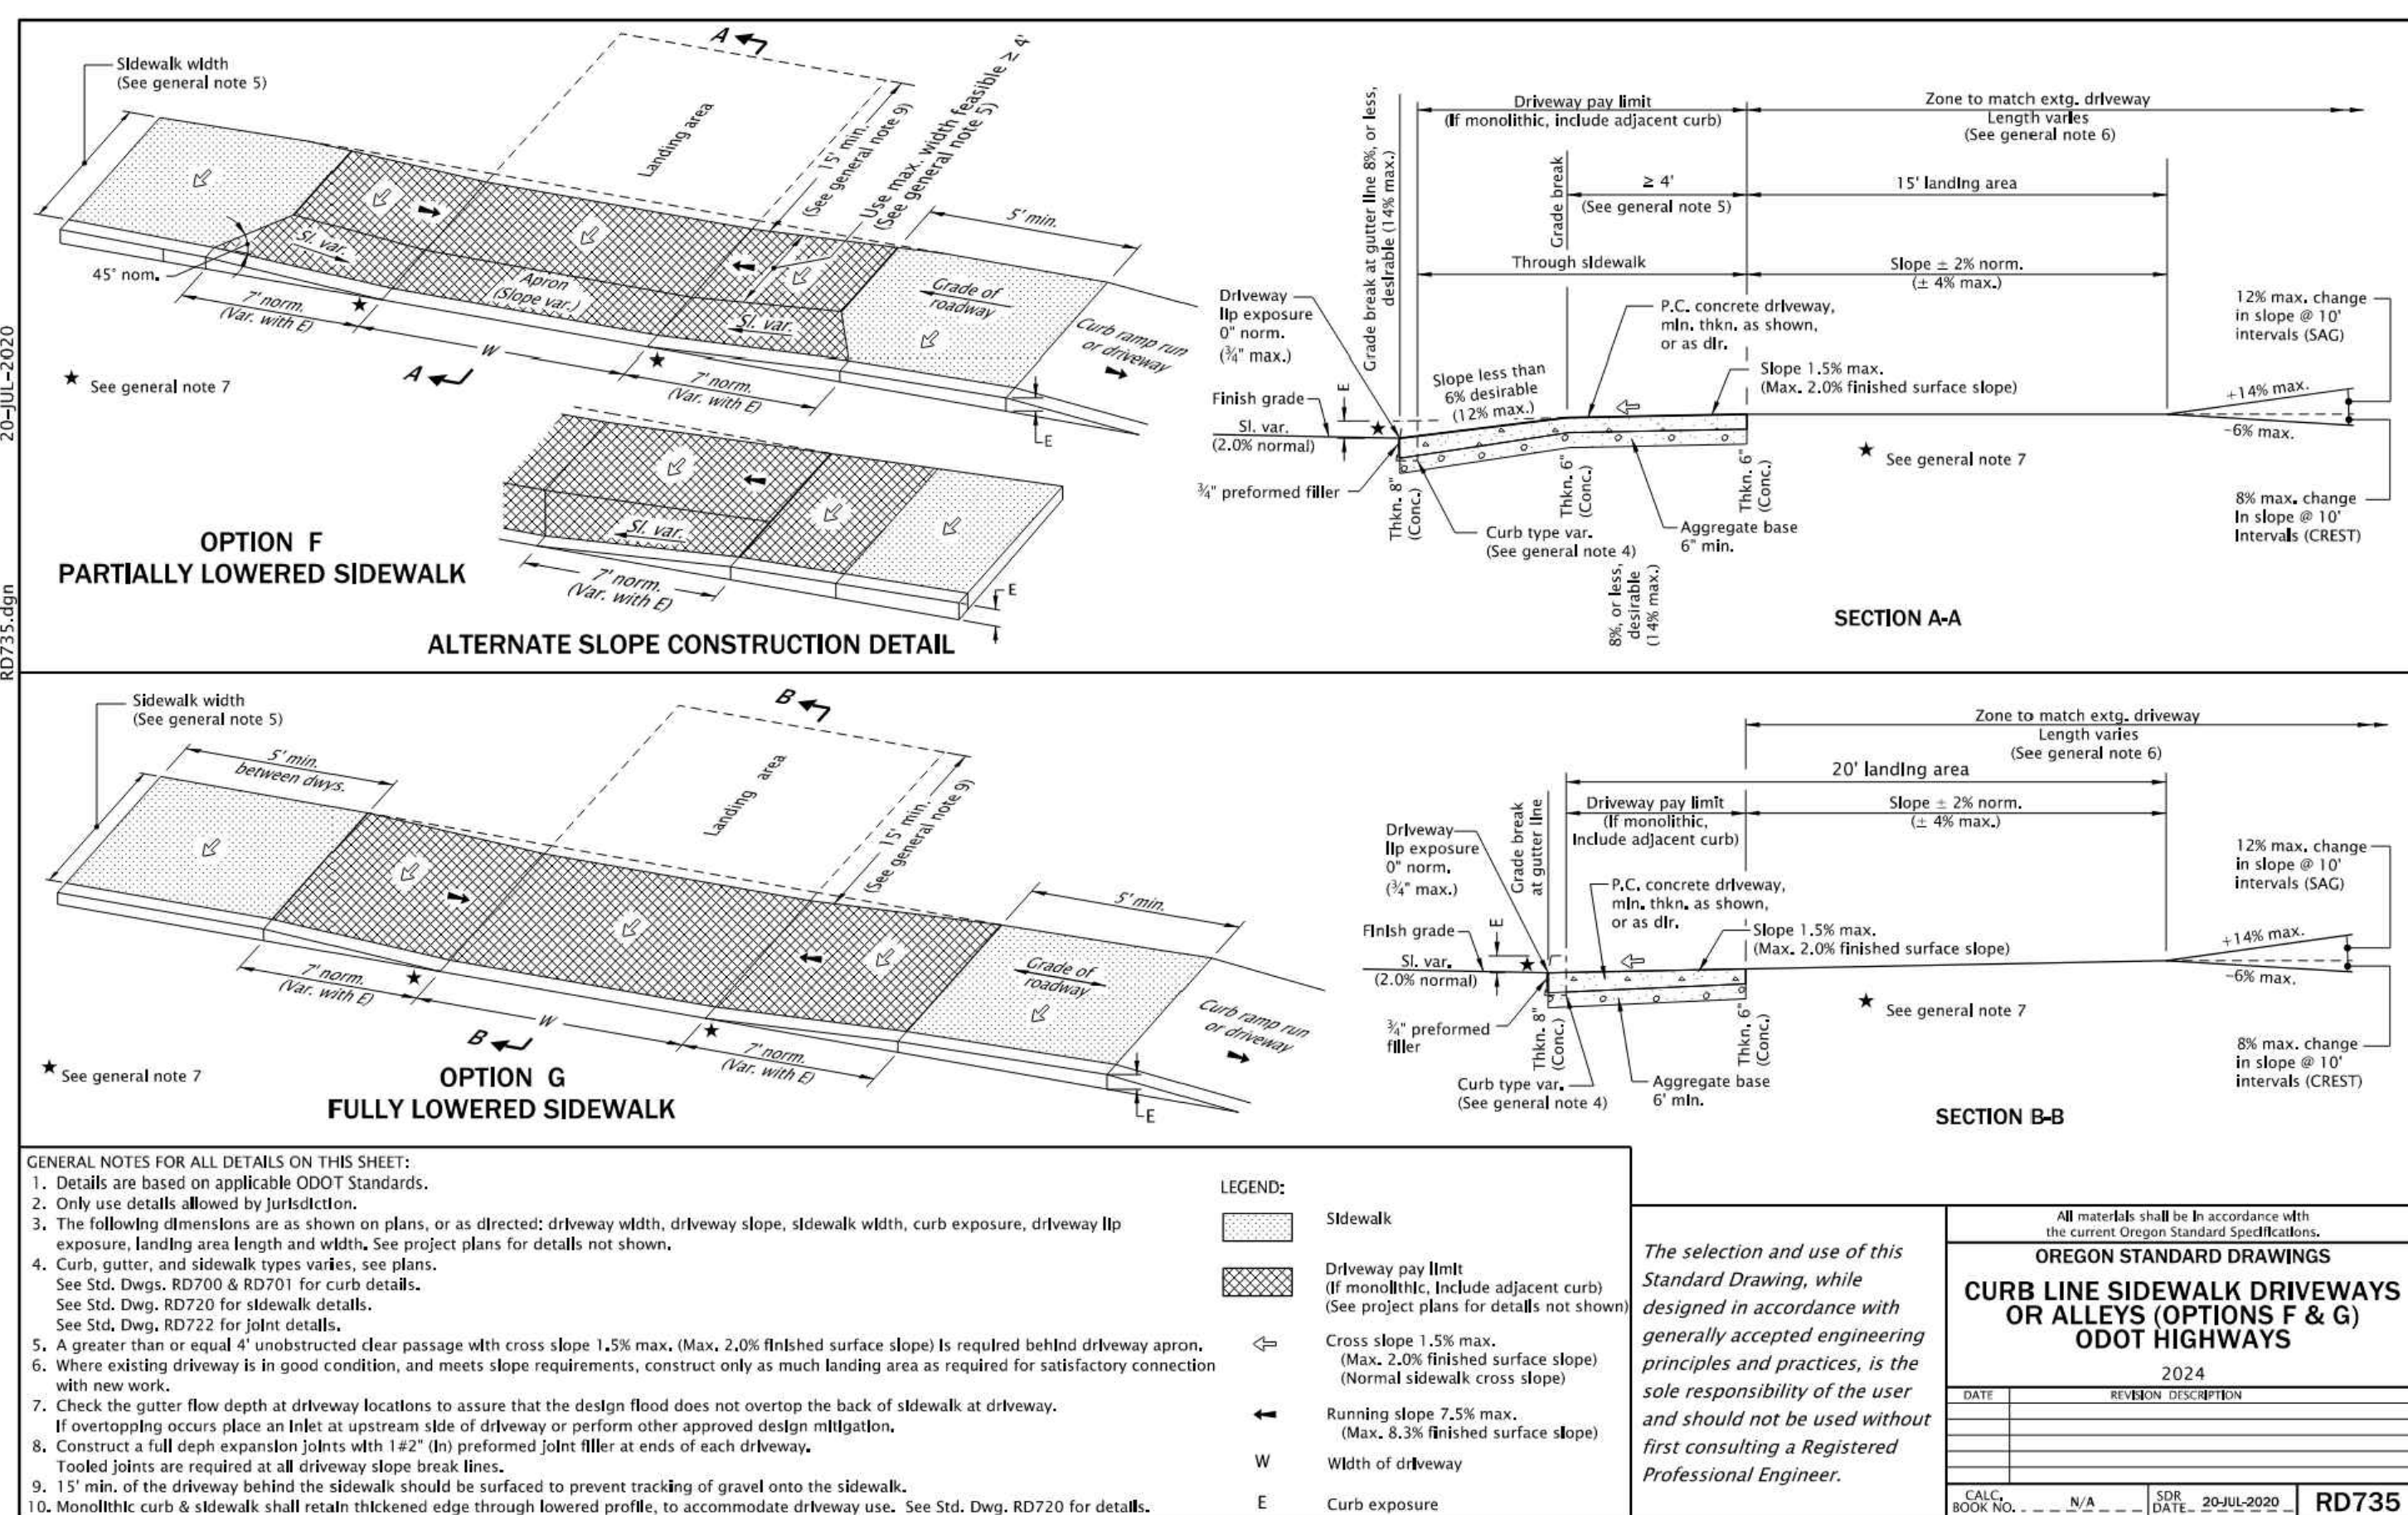 20-JUL-2020
RD735.dgn
Sidewalk width
(See general note 5)
A
Landing area
15' min.
(See general note 9)
Use max. width feasible ≥ 4'
(See general note 5)
5' min.
Sl. var.
45° nom.
7' norm.
(Var. with E)
★
Apron
(Slope var.)
W
Sl. var.
Grade of
roadway
Curb ramp run
or driveway
A
★
7' norm.
(Var. with E)
E
★ See general note 7
Sl. var.
7' norm.
(Var. with E)
E
OPTION F
PARTIALLY LOWERED SIDEWALK
ALTERNATE SLOPE CONSTRUCTION DETAIL
Grade break at gutter line 8%, or less,
desirable (14% max.)
Driveway pay limit
(If monolithic, include adjacent curb)
Zone to match extg. driveway
Length varies
(See general note 6)
Grade break
≥ 4'
(See general note 5)
15' landing area
Through sidewalk
Slope ± 2% norm.
(± 4% max.)
Driveway
lip exposure
0" norm.
(¾" max.)
P.C. concrete driveway,
min. thkn. as shown,
or as dir.
12% max. change
in slope @ 10'
intervals (SAG)
Finish grade
E
Slope less than
6% desirable
(12% max.)
Slope 1.5% max.
(Max. 2.0% finished surface slope)
+14% max.
Sl. var.
(2.0% normal)
★
-6% max.
★ See general note 7
¾" preformed filler
Thkn. 8"
(Conc.)
Thkn. 6"
(Conc.)
Thkn. 6"
(Conc.)
Curb type var.
(See general note 4)
Aggregate base
6" min.
8% max. change
in slope @ 10'
intervals (CREST)
8%, or less,
desirable
(14% max.)
SECTION A-A
Sidewalk width
(See general note 5)
B
5' min.
between dwys.
Landing area
15' min.
(See general note 9)
5' min.
7' norm.
(Var. with E)
★
W
Grade of
roadway
Curb ramp run
or driveway
B
★
7' norm.
(Var. with E)
E
★ See general note 7
OPTION G
FULLY LOWERED SIDEWALK
Zone to match extg. driveway
Length varies
(See general note 6)
20' landing area
Grade break
at gutter line
Driveway pay limit
(If monolithic,
include adjacent curb)
Slope ± 2% norm.
(± 4% max.)
Driveway
lip exposure
0" norm.
(¾" max.)
P.C. concrete driveway,
min. thkn. as shown,
or as dir.
12% max. change
in slope @ 10'
intervals (SAG)
Finish grade
E
Slope 1.5% max.
(Max. 2.0% finished surface slope)
+14% max.
Sl. var.
(2.0% normal)
★
-6% max.
★ See general note 7
¾" preformed
filler
Thkn. 8"
(Conc.)
Thkn. 6"
(Conc.)
Curb type var.
(See general note 4)
Aggregate base
6' min.
8% max. change
in slope @ 10'
intervals (CREST)
SECTION B-B
GENERAL NOTES FOR ALL DETAILS ON THIS SHEET:
1. Details are based on applicable ODOT Standards.
2. Only use details allowed by jurisdiction.
3. The following dimensions are as shown on plans, or as directed: driveway width, driveway slope, sidewalk width, curb exposure, driveway lip
exposure, landing area length and width. See project plans for details not shown.
4. Curb, gutter, and sidewalk types varies, see plans.
See Std. Dwgs. RD700 & RD701 for curb details.
See Std. Dwg. RD720 for sidewalk details.
See Std. Dwg. RD722 for joint details.
5. A greater than or equal 4' unobstructed clear passage with cross slope 1.5% max. (Max. 2.0% finished surface slope) is required behind driveway apron.
6. Where existing driveway is in good condition, and meets slope requirements, construct only as much landing area as required for satisfactory connection
with new work.
7. Check the gutter flow depth at driveway locations to assure that the design flood does not overtop the back of sidewalk at driveway.
If overtopping occurs place an inlet at upstream side of driveway or perform other approved design mitigation.
8. Construct a full deph expansion joints with 1#2" (In) preformed joint filler at ends of each driveway.
Tooled joints are required at all driveway slope break lines.
9. 15' min. of the driveway behind the sidewalk should be surfaced to prevent tracking of gravel onto the sidewalk.
10. Monolithic curb & sidewalk shall retain thickened edge through lowered profile, to accommodate driveway use. See Std. Dwg. RD720 for details.
LEGEND:
Sidewalk
Driveway pay limit
(If monolithic, include adjacent curb)
(See project plans for details not shown)
Cross slope 1.5% max.
(Max. 2.0% finished surface slope)
(Normal sidewalk cross slope)
Running slope 7.5% max.
(Max. 8.3% finished surface slope)
W Width of driveway
E Curb exposure
The selection and use of this
Standard Drawing, while
designed in accordance with
generally accepted engineering
principles and practices, is the
sole responsibility of the user
and should not be used without
first consulting a Registered
Professional Engineer.
All materials shall be in accordance with
the current Oregon Standard Specifications.
OREGON STANDARD DRAWINGS
CURB LINE SIDEWALK DRIVEWAYS
OR ALLEYS (OPTIONS F & G)
ODOT HIGHWAYS
2024
DATE REVISION DESCRIPTION
CALC. BOOK NO. N/A SDR DATE 20-JUL-2020 RD735